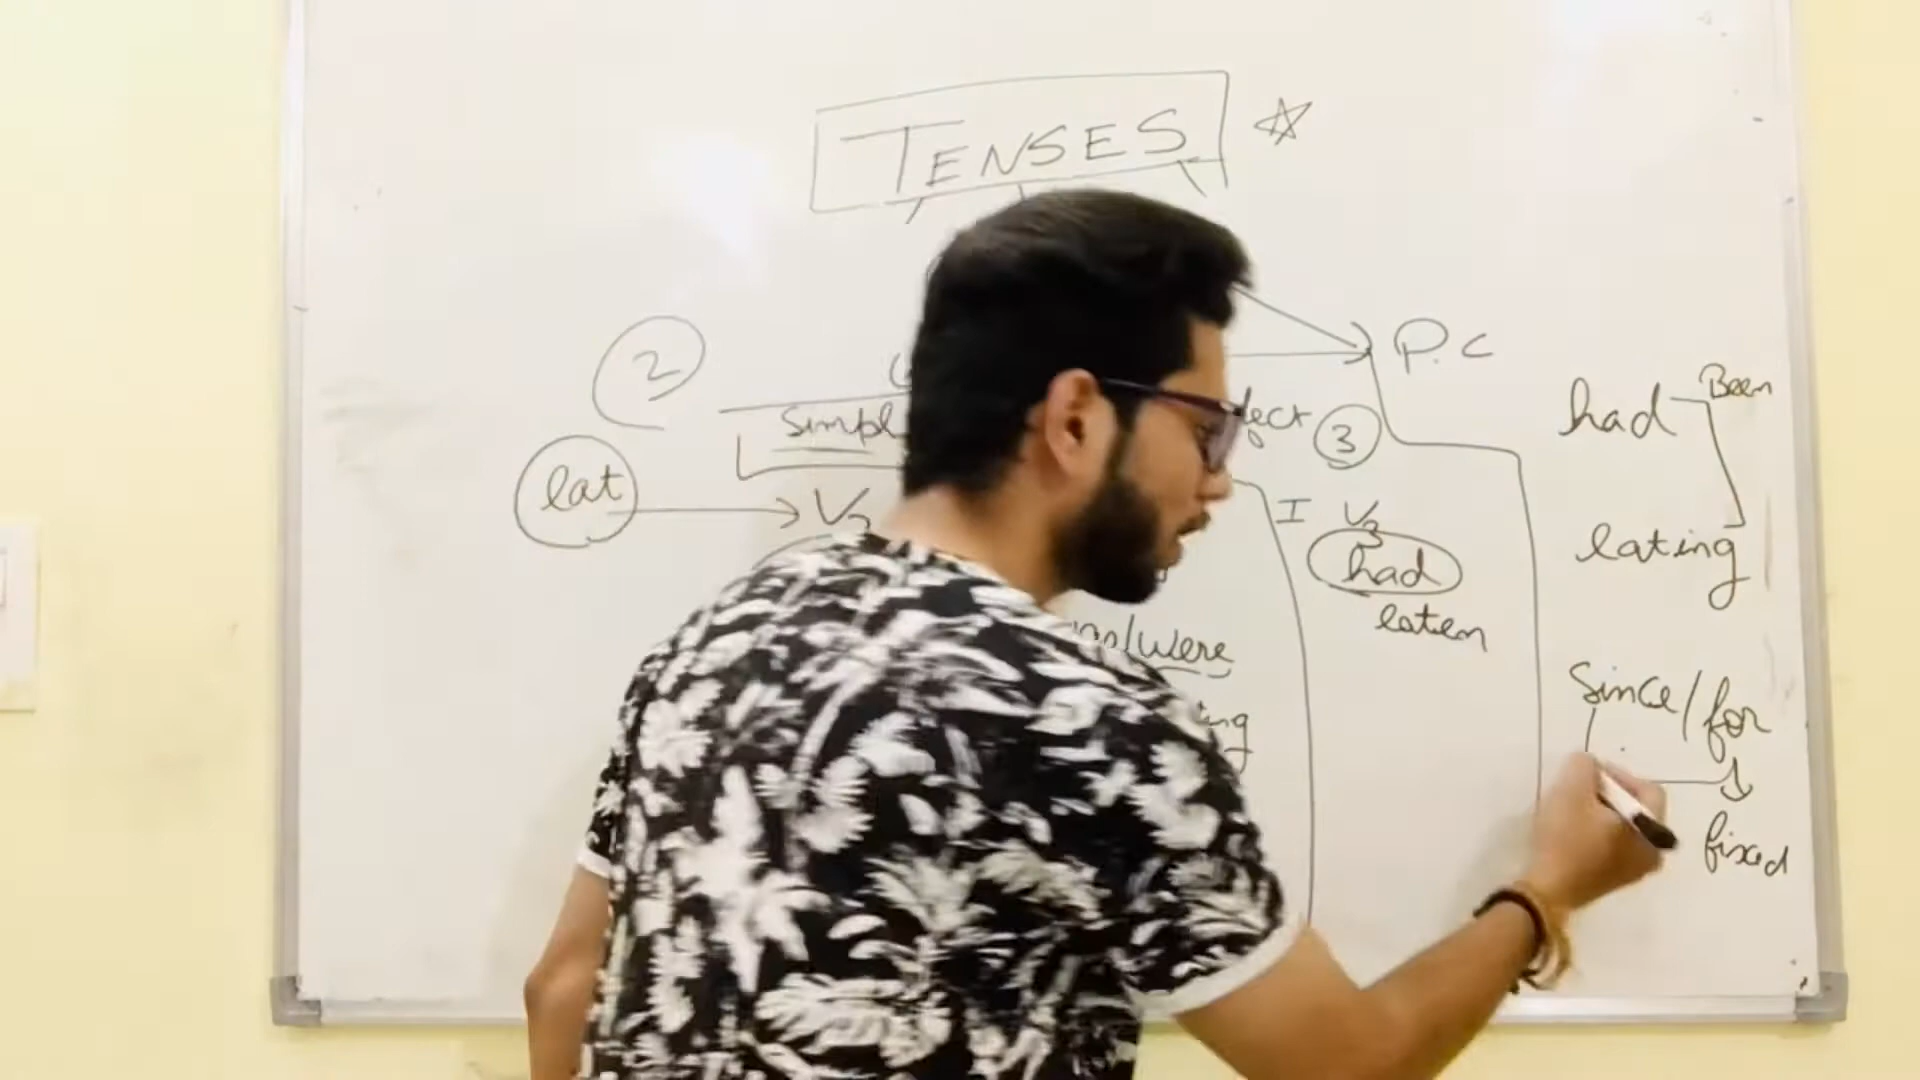 TENSES
2
P.C
Been
had
Simpl
fect 3
eat
V2
I V3
had
eating
eaten
was/were
ing
Since/for
fixed